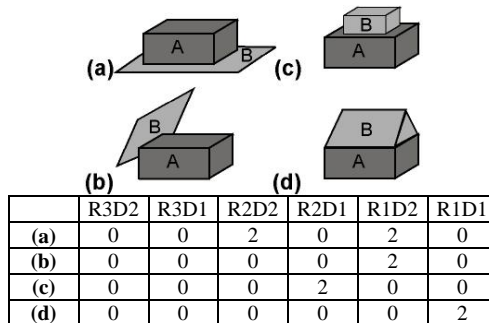 A
B
(a)
B
A
(c)
B
A
(b)
B
A
(d)
R3D2 R3D1 R2D2 R2D1 R1D2 R1D1
(a) 0 0 2 0 2 0
(b) 0 0 0 0 2 0
(c) 0 0 0 2 0 0
(d) 0 0 0 0 0 2